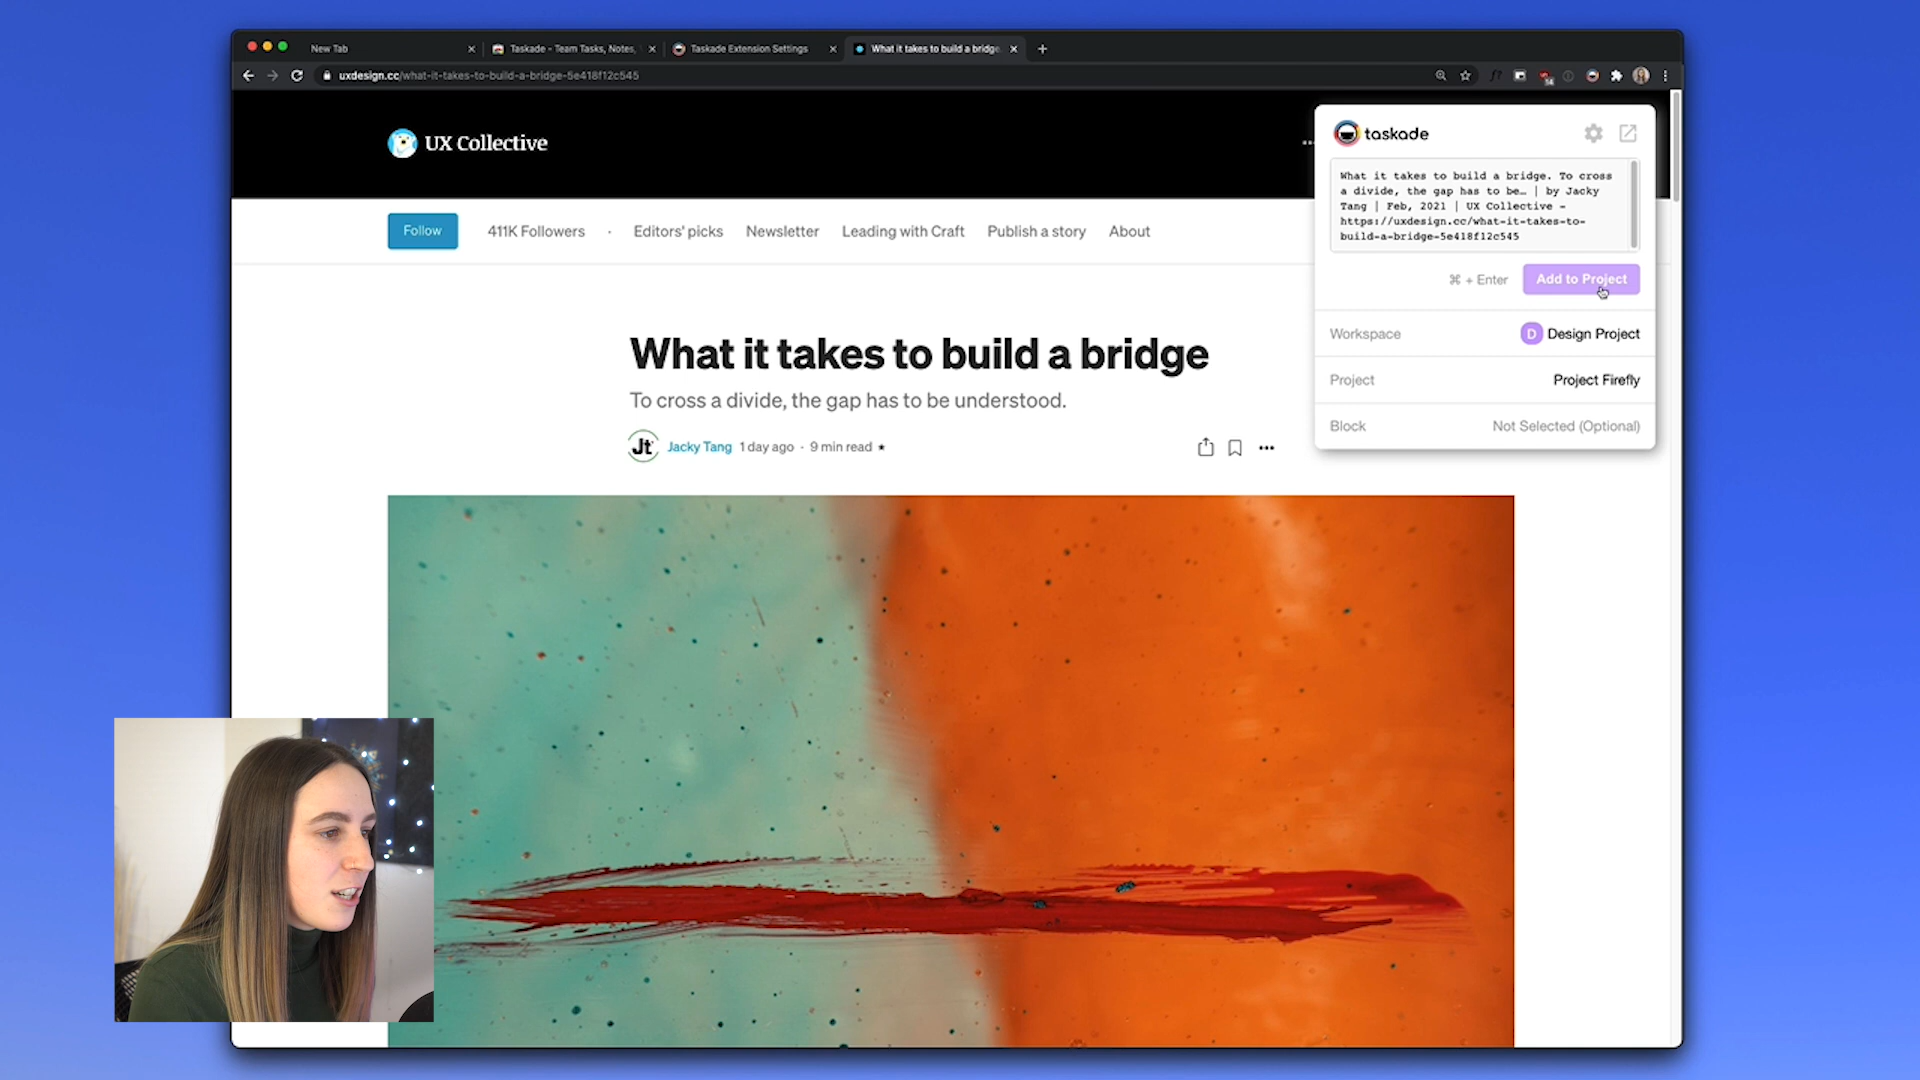 New Tab
Taskade - Team Tasks, Notes,
Taskade Extension Settings
What it takes to build a bridge.
uxdesign.cc/what-it-takes-to-build-a-bridge-5e418f12c545
14
UX Collective
taskade
What it takes to build a bridge. To cross
a divide, the gap has to be… | by Jacky
Tang | Feb, 2021 | UX Collective -
https://uxdesign.cc/what-it-takes-to-
build-a-bridge-5e418f12c545
⌘ + Enter
Add to Project
Follow
411K Followers ·
Editors' picks
Newsletter
Leading with Craft
Publish a story
About
Workspace
D Design Project
Project
Project Firefly
Block
Not Selected (Optional)
What it takes to build a bridge
To cross a divide, the gap has to be understood.
Jt
Jacky Tang 1 day ago · 9 min read ★